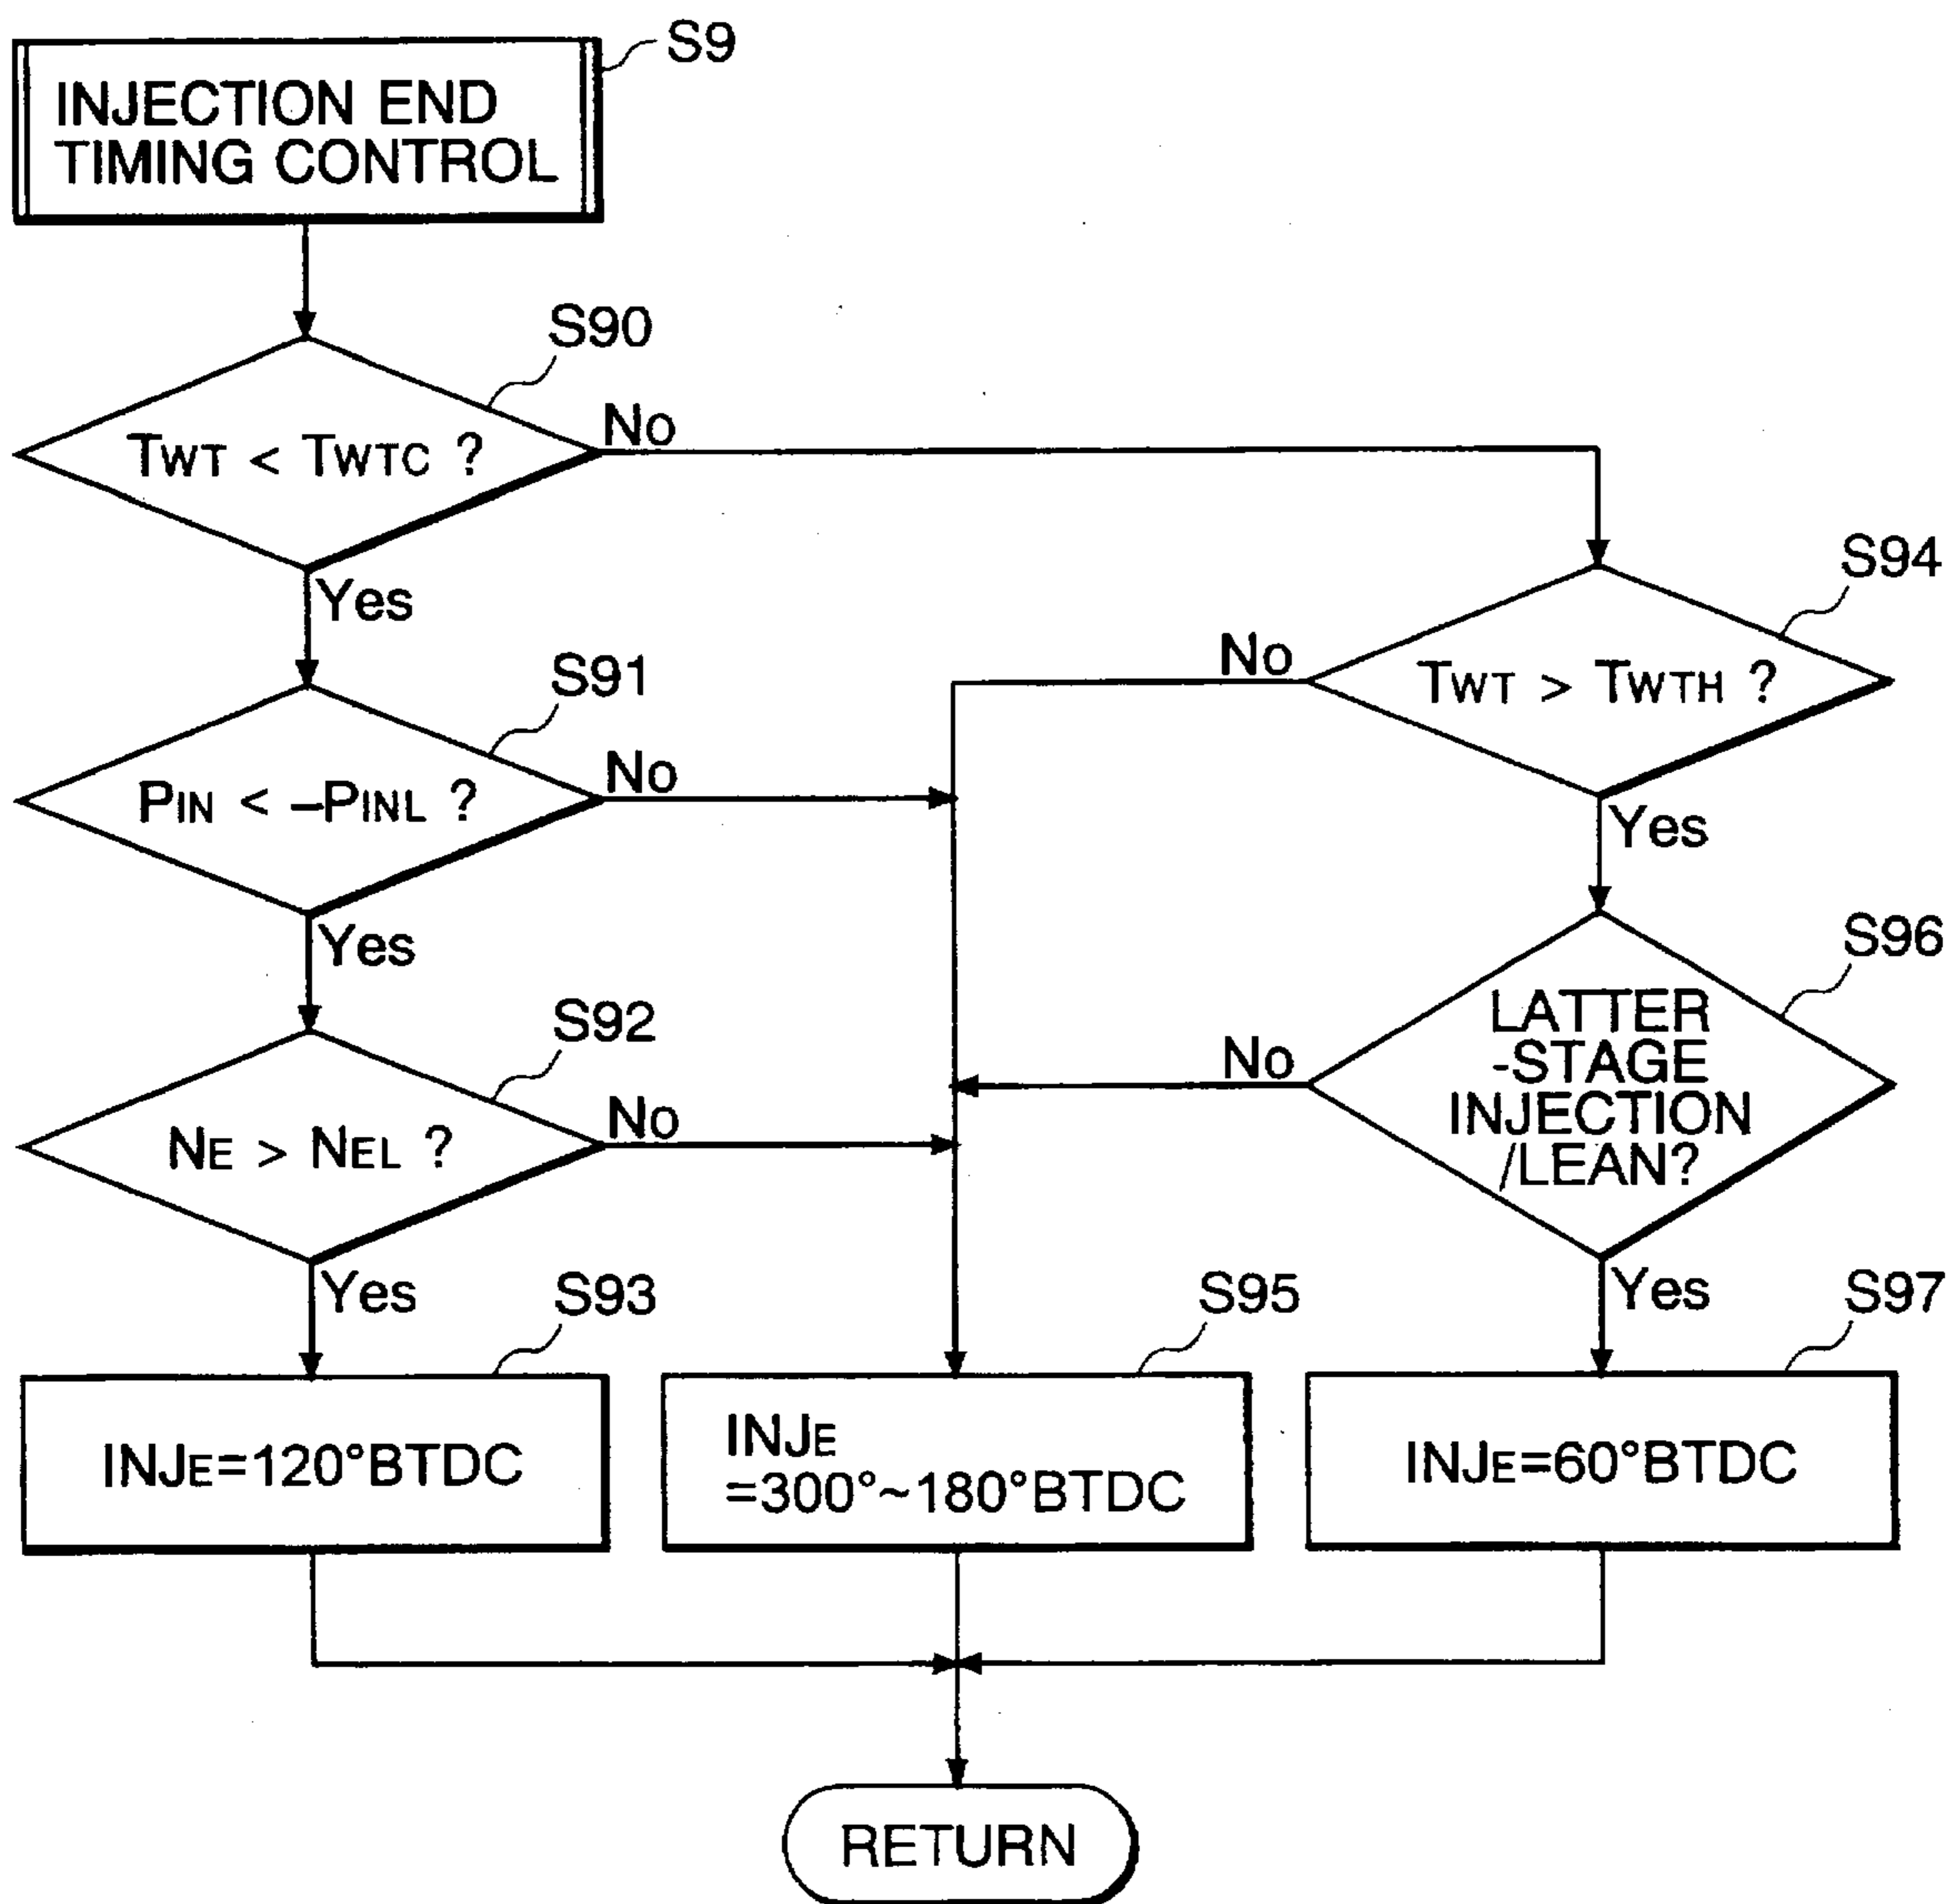 S9
INJECTION END
TIMING CONTROL
S90
TWT < TWTC ?
No
Yes
S94
TWT > TWTH ?
No
Yes
S91
PIN < –PINL ?
No
Yes
S96
LATTER
-STAGE
INJECTION
/LEAN?
No
Yes
S92
NE > NEL ?
No
Yes
S93
INJE=120°BTDC
S95
INJE
=300°~180°BTDC
S97
INJE=60°BTDC
RETURN